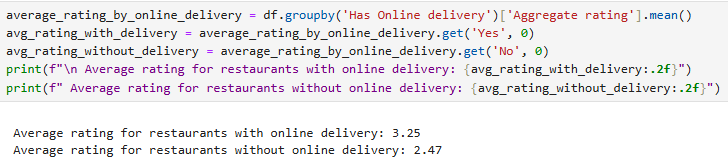 average_rating_by_online_delivery = df.groupby('Has Online delivery')['Aggregate rating'].mean()
avg_rating_with_delivery = average_rating_by_online_delivery.get('Yes', 0)
avg_rating_without_delivery = average_rating_by_online_delivery.get('No', 0)
print(f"\n Average rating for restaurants with online delivery: {avg_rating_with_delivery:.2f}")
print(f" Average rating for restaurants without online delivery: {avg_rating_without_delivery:.2f}")
Average rating for restaurants with online delivery: 3.25
Average rating for restaurants without online delivery: 2.47